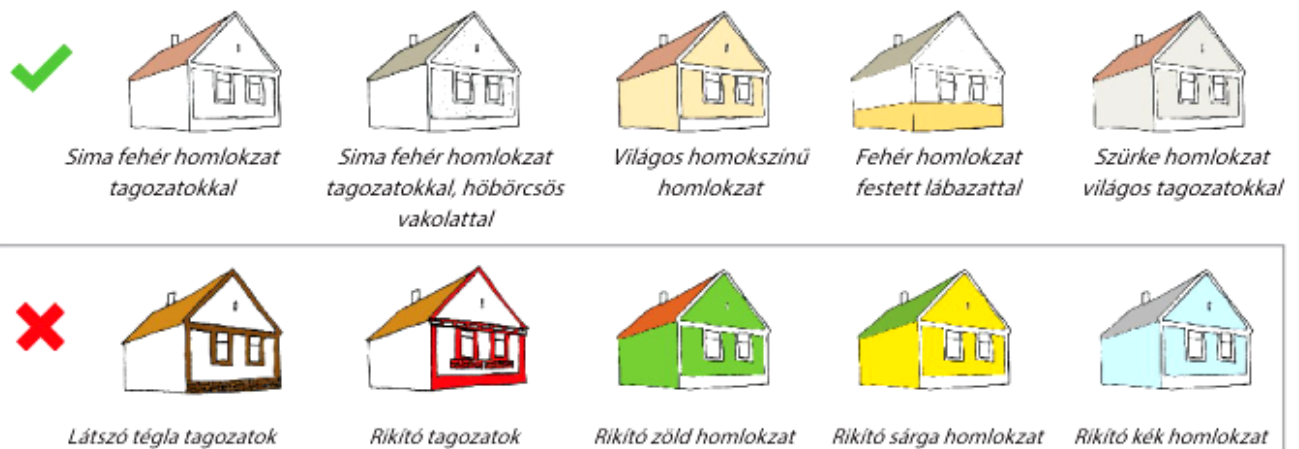 Sima fehér homlokzat
tagozatokkal
Sima fehér homlokzat
tagozatokkal, höbörcsös
vakolattal
Világos homokszínű
homlokzat
Fehér homlokzat
festett lábazattal
Szürke homlokzat
világos tagozatokkal
Látszó tégla tagozatok
Rikító tagozatok
Rikító zöld homlokzat
Rikító sárga homlokzat
Rikító kék homlokzat